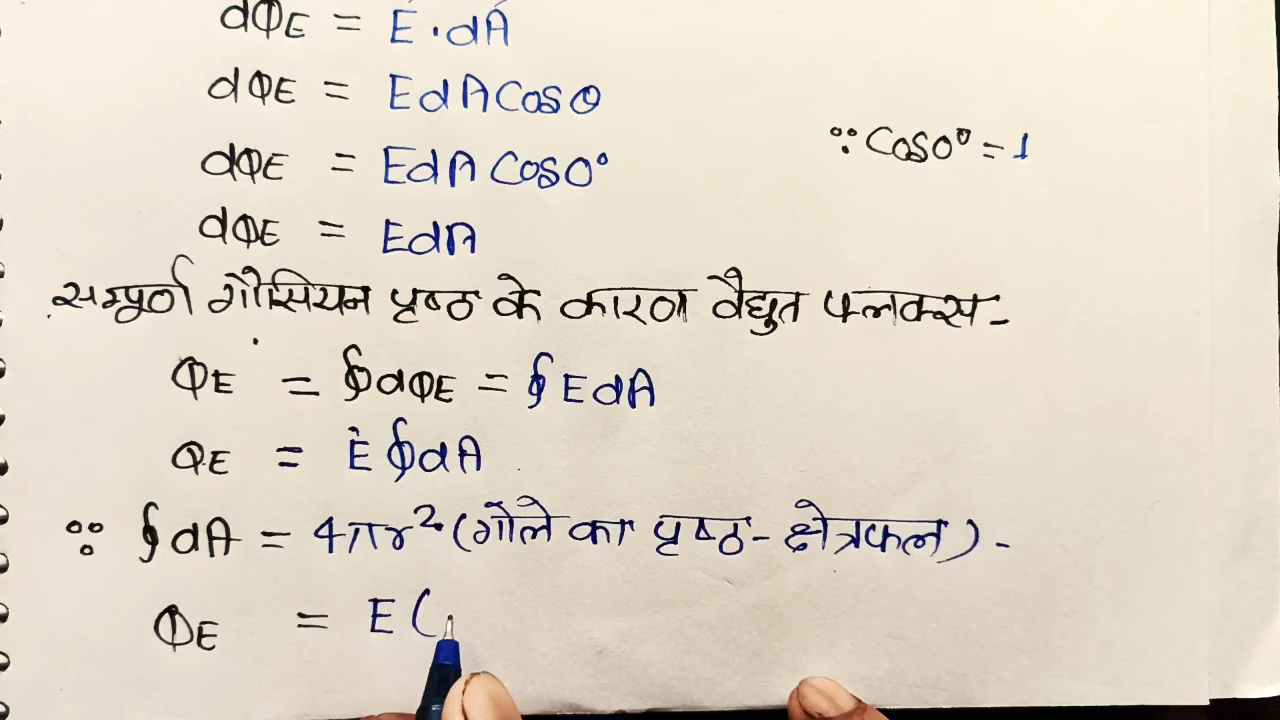 dΦE = E·dA
dΦE = EdACosθ
∵ Cos0° = 1
dΦE = EdACos0°
dΦE = EdA
सम्पूर्ण गौसियन पृष्ठ के कारण वैद्युत फ्लक्स-
ΦE = ∮dΦE = ∮EdA
ΦE = E∮dA
∵ ∮dA = 4πr² (गोले का पृष्ठ-क्षेत्रफल)-
ΦE = E(